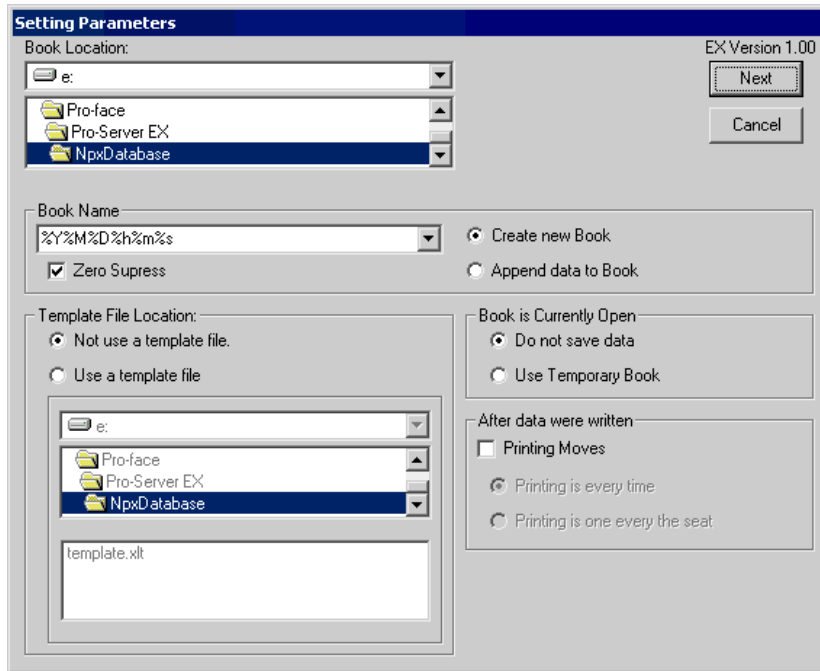 Setting Parameters
Book Location:
EX Version 1.00
e:
Next
Pro-face
Pro-Server EX
NpxDatabase
Cancel
Book Name
%Y%M%D%h%m%s
Zero Supress
Create new Book
Append data to Book
Template File Location:
Not use a template file.
Use a template file
e:
Pro-face
Pro-Server EX
NpxDatabase
template.xlt
Book is Currently Open
Do not save data
Use Temporary Book
After data were written
Printing Moves
Printing is every time
Printing is one every the seat